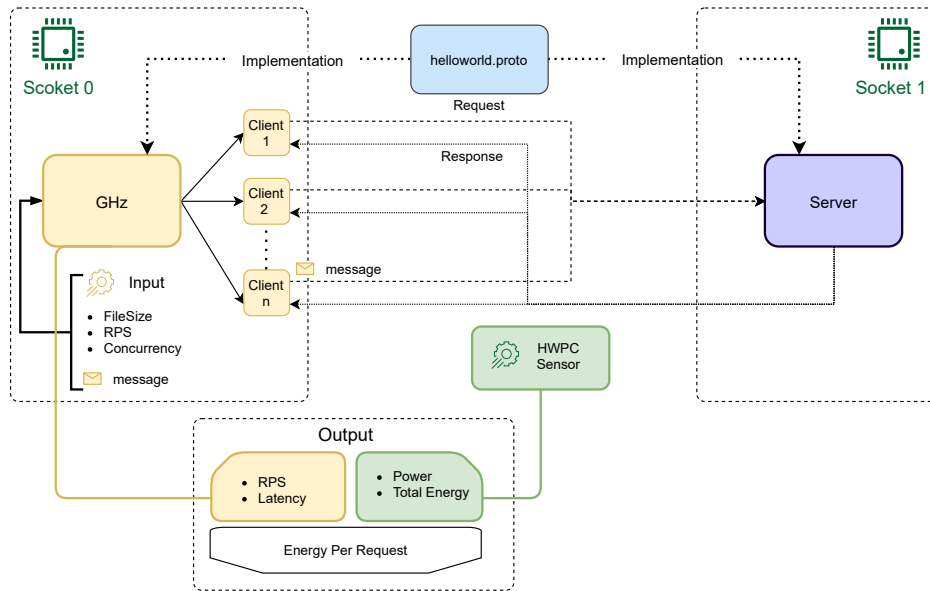 Scoket 0
Implementation
helloworld.proto
Implementation
Socket 1
Request
Client
1
Response
GHz
Client
2
Server
message
Client
n
Input
FileSize
RPS
Concurrency
message
HWPC
Sensor
Output
RPS
Latency
Power
Total Energy
Energy Per Request